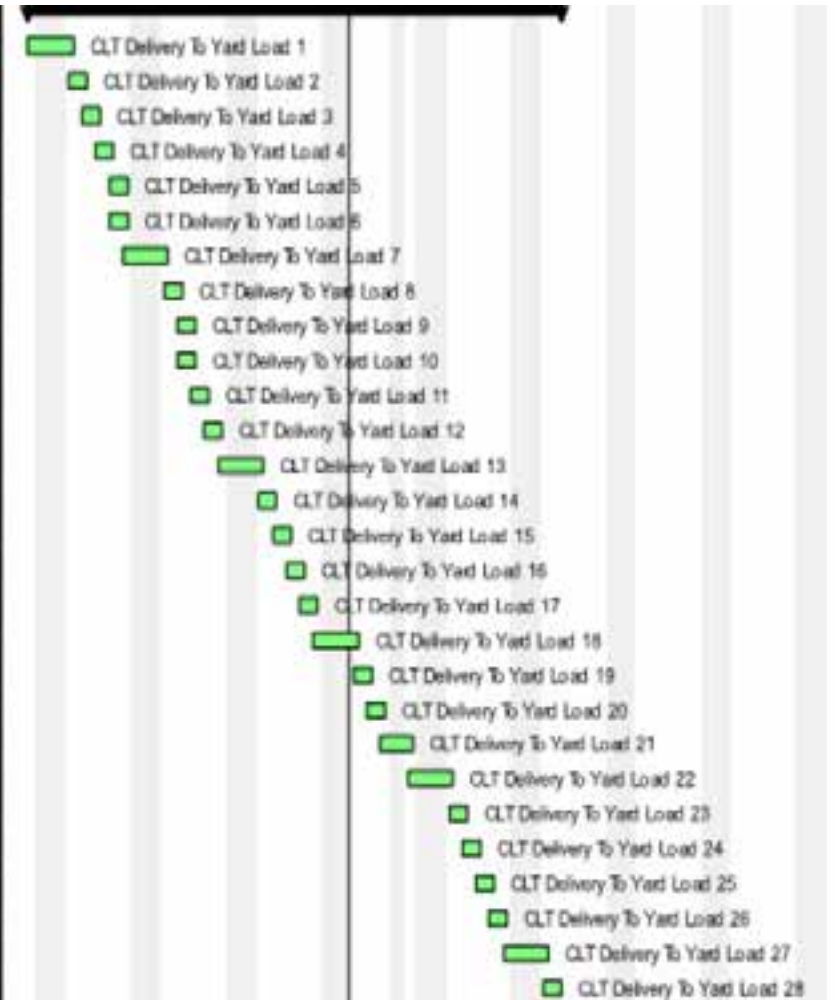 CLT Delivery To Yard Load 1
CLT Delivery To Yard Load 2
CLT Delivery To Yard Load 3
CLT Delivery To Yard Load 4
CLT Delivery To Yard Load 5
CLT Delivery To Yard Load 6
CLT Delivery To Yard Load 7
CLT Delivery To Yard Load 8
CLT Delivery To Yard Load 9
CLT Delivery To Yard Load 10
CLT Delivery To Yard Load 11
CLT Delivery To Yard Load 12
CLT Delivery To Yard Load 13
CLT Delivery To Yard Load 14
CLT Delivery To Yard Load 15
CLT Delivery To Yard Load 16
CLT Delivery To Yard Load 17
CLT Delivery To Yard Load 18
CLT Delivery To Yard Load 19
CLT Delivery To Yard Load 20
CLT Delivery To Yard Load 21
CLT Delivery To Yard Load 22
CLT Delivery To Yard Load 23
CLT Delivery To Yard Load 24
CLT Delivery To Yard Load 25
CLT Delivery To Yard Load 26
CLT Delivery To Yard Load 27
CLT Delivery To Yard Load 28